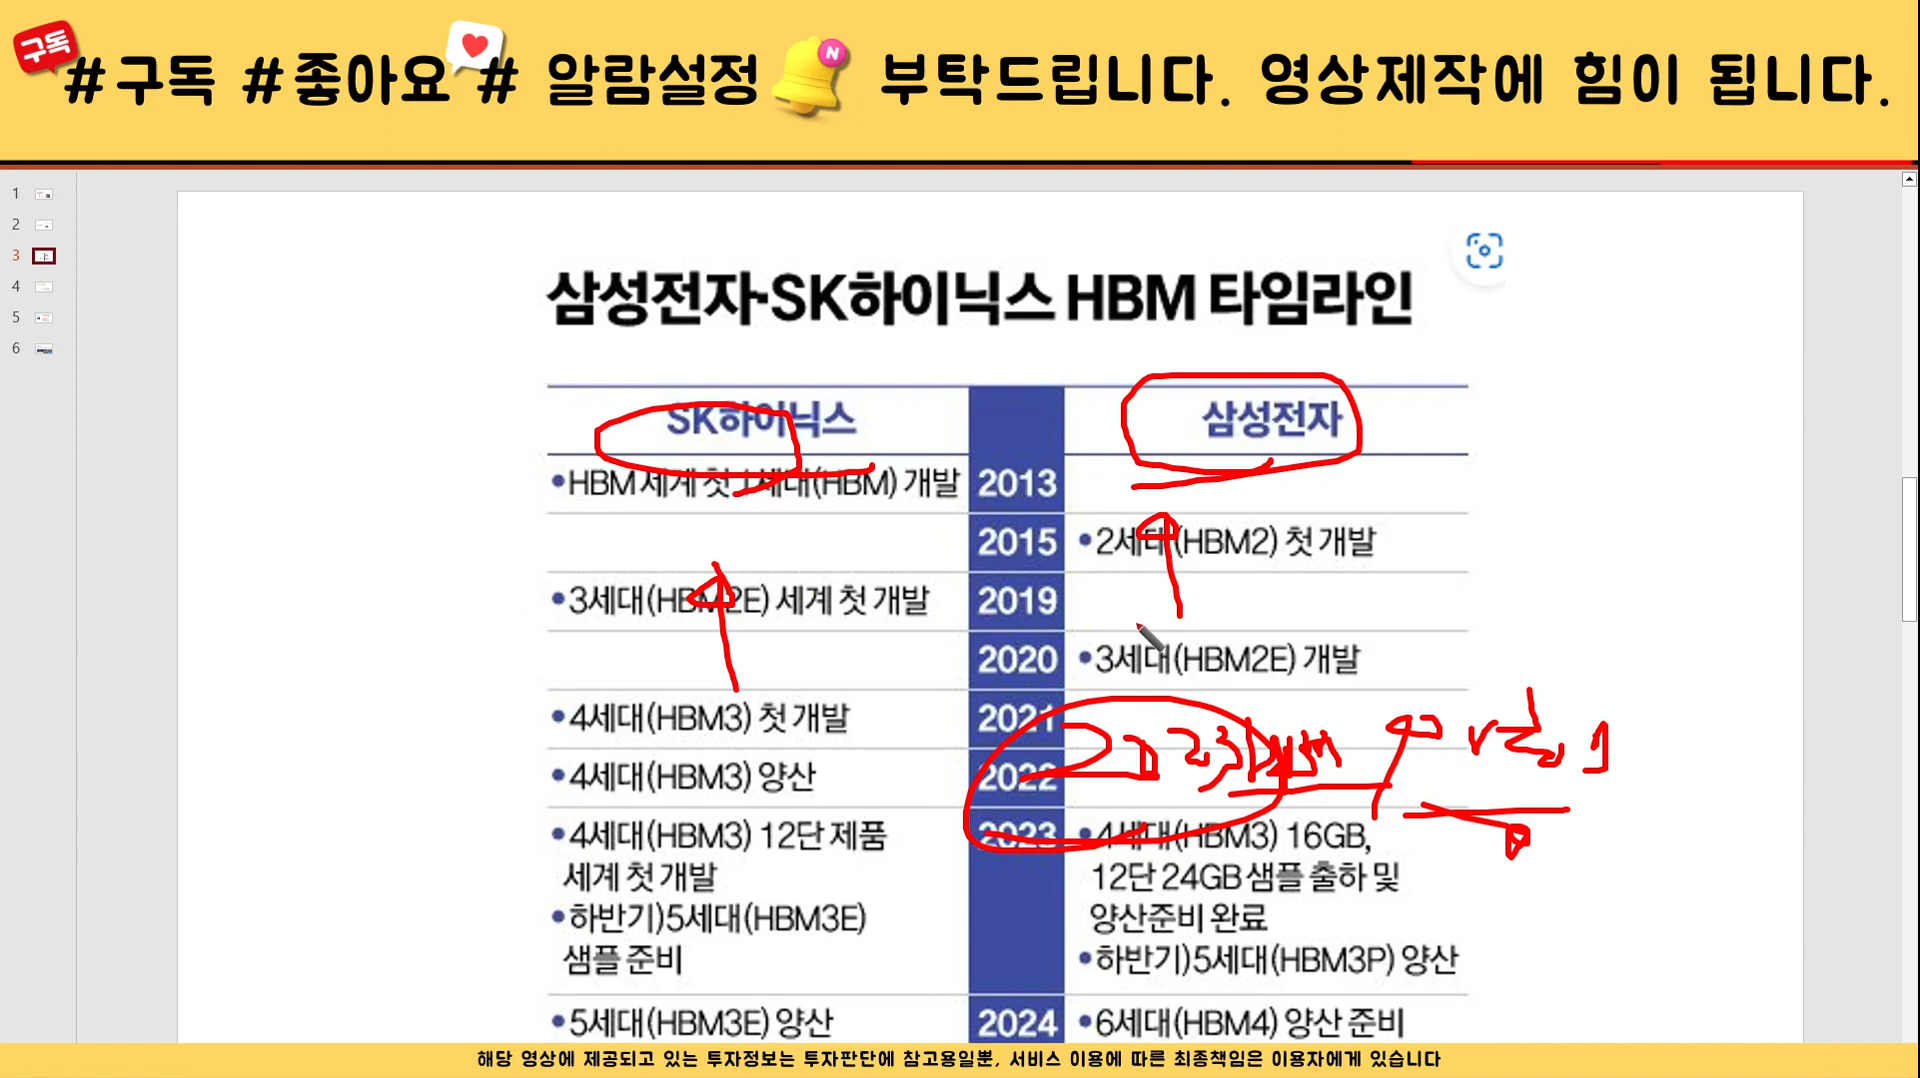 구독
#구독 #좋아요 # 알람설정 N 부탁드립니다. 영상제작에 힘이 됩니다.
1
2
3
4
5
6
삼성전자·SK하이닉스 HBM 타임라인
SK하이닉스 삼성전자
•HBM 세계 첫 1세대(HBM) 개발 2013
2015 •2세대(HBM2) 첫 개발
•3세대(HBM2E) 세계 첫 개발 2019
2020 •3세대(HBM2E) 개발
•4세대(HBM3) 첫 개발 2021
2023
•4세대(HBM3) 양산 2022
•4세대(HBM3) 12단 제품 2023 •4세대(HBM3) 16GB,
세계 첫 개발 12단 24GB 샘플 출하 및
•하반기)5세대(HBM3E) 양산준비 완료
샘플 준비 •하반기)5세대(HBM3P) 양산
•5세대(HBM3E) 양산 2024 •6세대(HBM4) 양산 준비
해당 영상에 제공되고 있는 투자정보는 투자판단에 참고용일뿐, 서비스 이용에 따른 최종책임은 이용자에게 있습니다